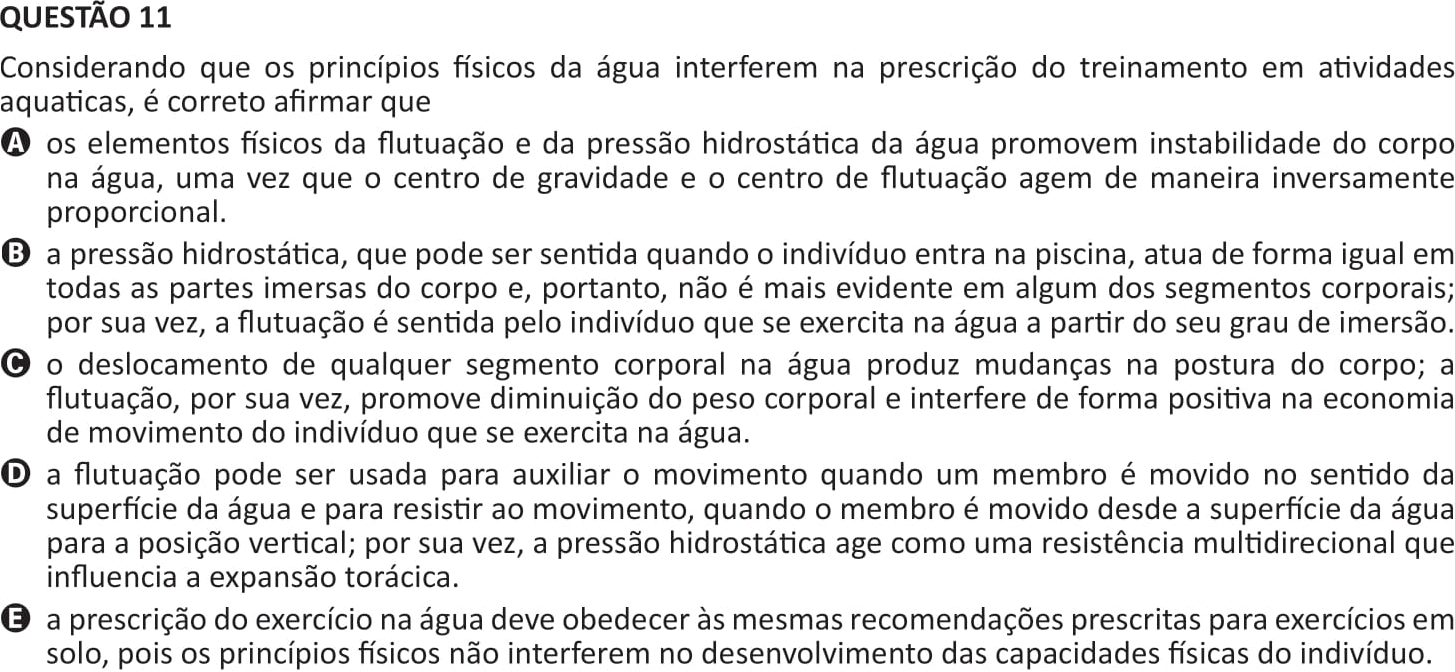 QUESTÃO 11
Considerando que os princípios físicos da água interferem na prescrição do treinamento em atividades
aquaticas, é correto afirmar que
A os elementos físicos da flutuação e da pressão hidrostática da água promovem instabilidade do corpo
na água, uma vez que o centro de gravidade e o centro de flutuação agem de maneira inversamente
proporcional.
B a pressão hidrostática, que pode ser sentida quando o indivíduo entra na piscina, atua de forma igual em
todas as partes imersas do corpo e, portanto, não é mais evidente em algum dos segmentos corporais;
por sua vez, a flutuação é sentida pelo indivíduo que se exercita na água a partir do seu grau de imersão.
C o deslocamento de qualquer segmento corporal na água produz mudanças na postura do corpo; a
flutuação, por sua vez, promove diminuição do peso corporal e interfere de forma positiva na economia
de movimento do indivíduo que se exercita na água.
D a flutuação pode ser usada para auxiliar o movimento quando um membro é movido no sentido da
superfície da água e para resistir ao movimento, quando o membro é movido desde a superfície da água
para a posição vertical; por sua vez, a pressão hidrostática age como uma resistência multidirecional que
influencia a expansão torácica.
E a prescrição do exercício na água deve obedecer às mesmas recomendações prescritas para exercícios em
solo, pois os princípios físicos não interferem no desenvolvimento das capacidades físicas do indivíduo.